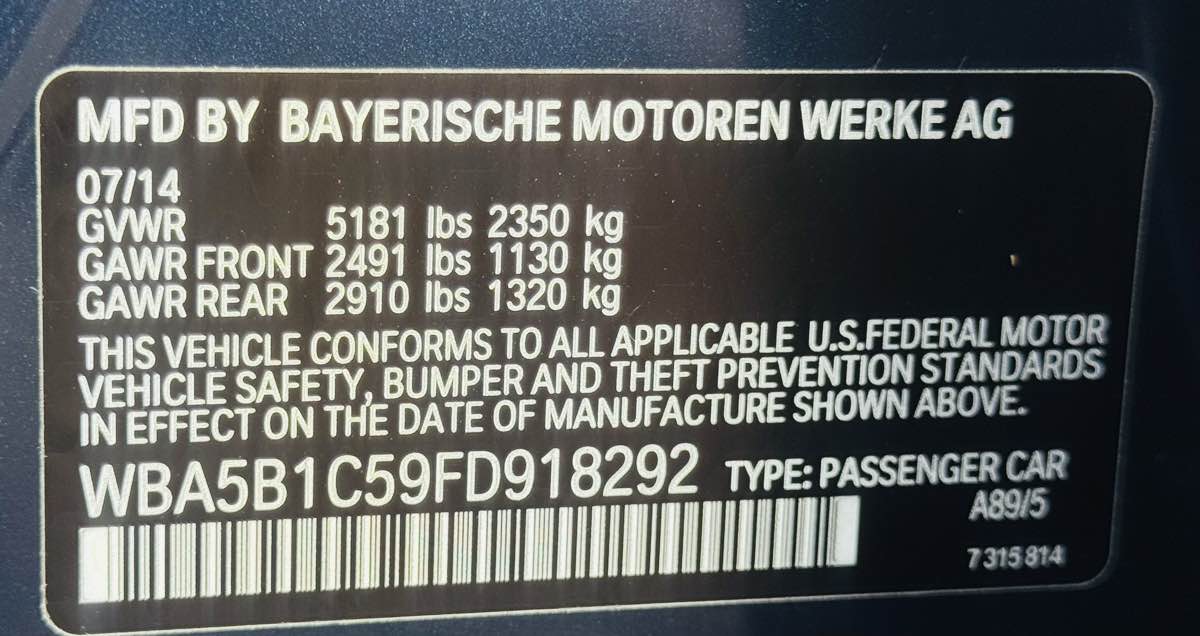 MFD BY BAYERISCHE MOTOREN WERKE AG
07/14
GVWR 5181 lbs 2350 kg
GAWR FRONT 2491 lbs 1130 kg
GAWR REAR 2910 lbs 1320 kg
THIS VEHICLE CONFORMS TO ALL APPLICABLE U.S.FEDERAL MOTOR
VEHICLE SAFETY, BUMPER AND THEFT PREVENTION STANDARDS
IN EFFECT ON THE DATE OF MANUFACTURE SHOWN ABOVE.
WBA5B1C59FD918292 TYPE: PASSENGER CAR
A89/5
7 315 814